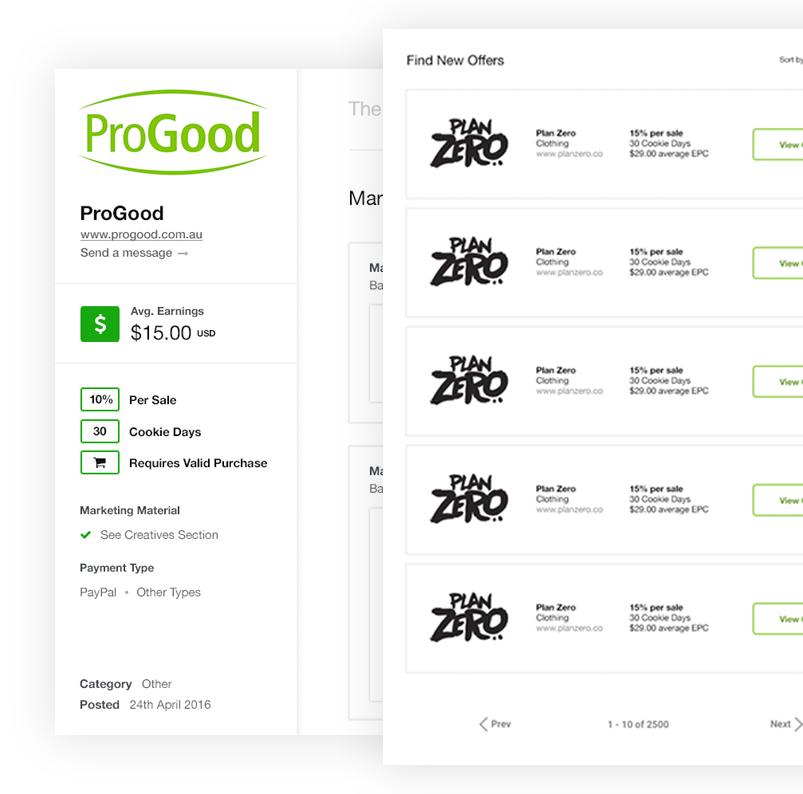 ProGood
ProGood
www.progood.com.au
Send a message →
$
Avg. Earnings
$15.00 USD
10% Per Sale
30 Cookie Days
Requires Valid Purchase
Marketing Material
See Creatives Section
Payment Type
PayPal • Other Types
Category Other
Posted 24th April 2016
The
Mar
Ma
Ba
Ma
Ba
Find New Offers
Sort by
PLAN
ZERO
Plan Zero
Clothing
www.planzero.co
15% per sale
30 Cookie Days
$29.00 average EPC
View
PLAN
ZERO
Plan Zero
Clothing
www.planzero.co
15% per sale
30 Cookie Days
$29.00 average EPC
View
PLAN
ZERO
Plan Zero
Clothing
www.planzero.co
15% per sale
30 Cookie Days
$29.00 average EPC
View
PLAN
ZERO
Plan Zero
Clothing
www.planzero.co
15% per sale
30 Cookie Days
$29.00 average EPC
View
PLAN
ZERO
Plan Zero
Clothing
www.planzero.co
15% per sale
30 Cookie Days
$29.00 average EPC
View
Prev
1 - 10 of 2500
Next